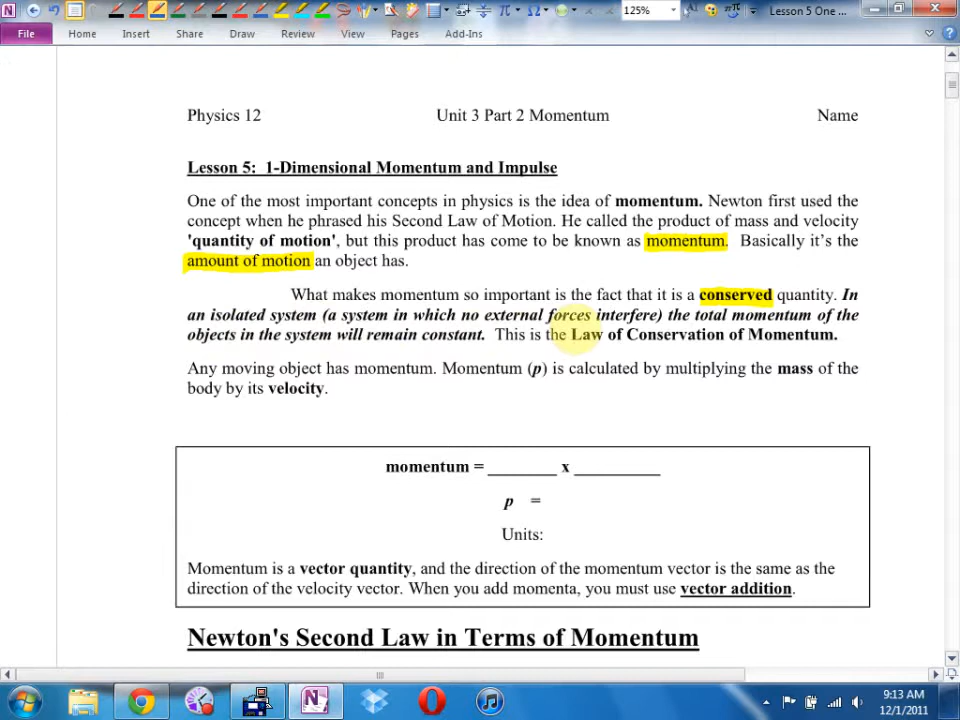 125%
Lesson 5 One ...
File Home Insert Share Draw Review View Pages Add-Ins
Physics 12 Unit 3 Part 2 Momentum Name
Lesson 5: 1-Dimensional Momentum and Impulse
One of the most important concepts in physics is the idea of momentum. Newton first used the
concept when he phrased his Second Law of Motion. He called the product of mass and velocity
'quantity of motion', but this product has come to be known as momentum. Basically it's the
amount of motion an object has.
What makes momentum so important is the fact that it is a conserved quantity. In
an isolated system (a system in which no external forces interfere) the total momentum of the
objects in the system will remain constant. This is the Law of Conservation of Momentum.
Any moving object has momentum. Momentum (p) is calculated by multiplying the mass of the
body by its velocity.
momentum = _______ x _________
p =
Units:
Momentum is a vector quantity, and the direction of the momentum vector is the same as the
direction of the velocity vector. When you add momenta, you must use vector addition.
Newton's Second Law in Terms of Momentum
9:13 AM
12/1/2011